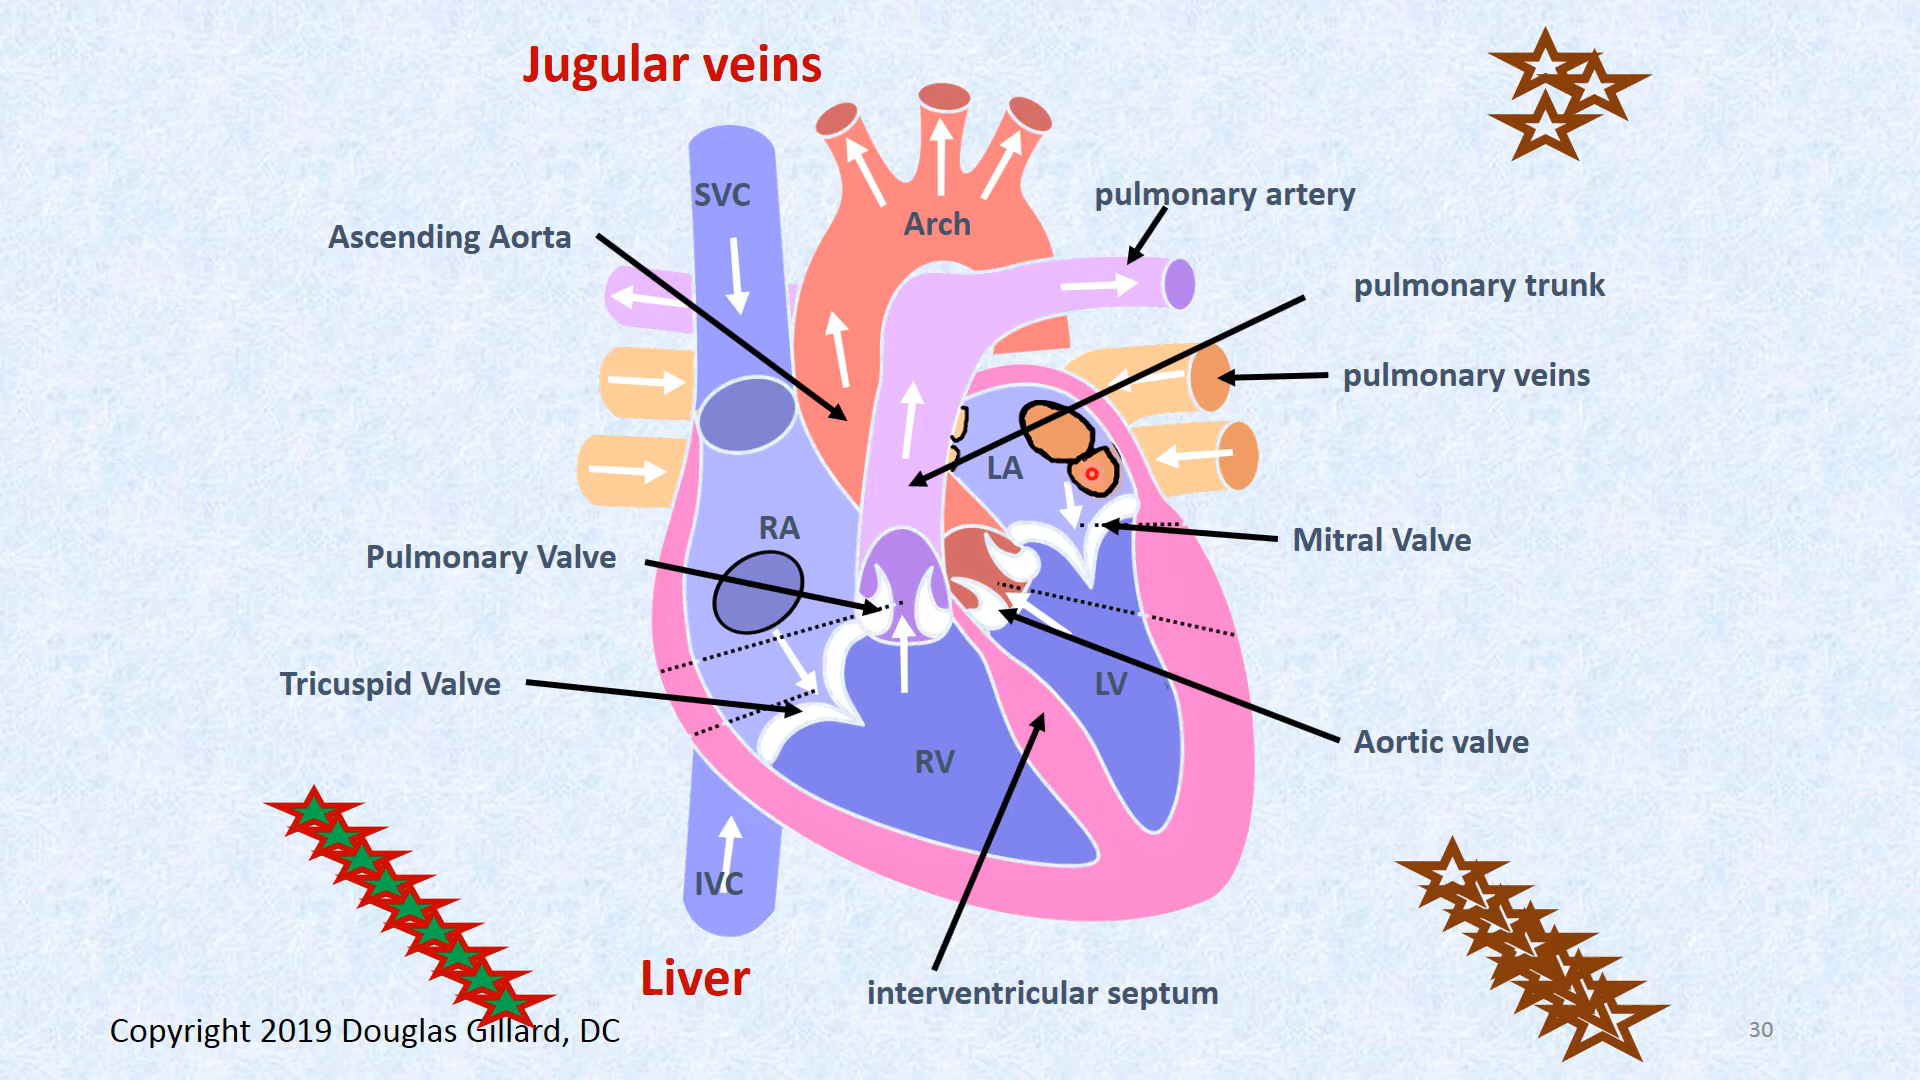 Jugular veins
SVC
pulmonary artery
Arch
Ascending Aorta
pulmonary trunk
pulmonary veins
LA
RA
Mitral Valve
Pulmonary Valve
Tricuspid Valve
LV
Aortic valve
RV
IVC
Liver
interventricular septum
Copyright 2019 Douglas Gillard, DC
30